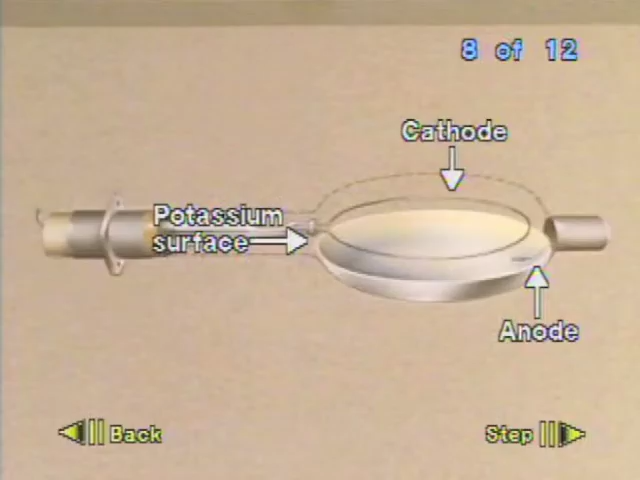 8 of 12
Cathode
Potassium
surface
Anode
Back
Step